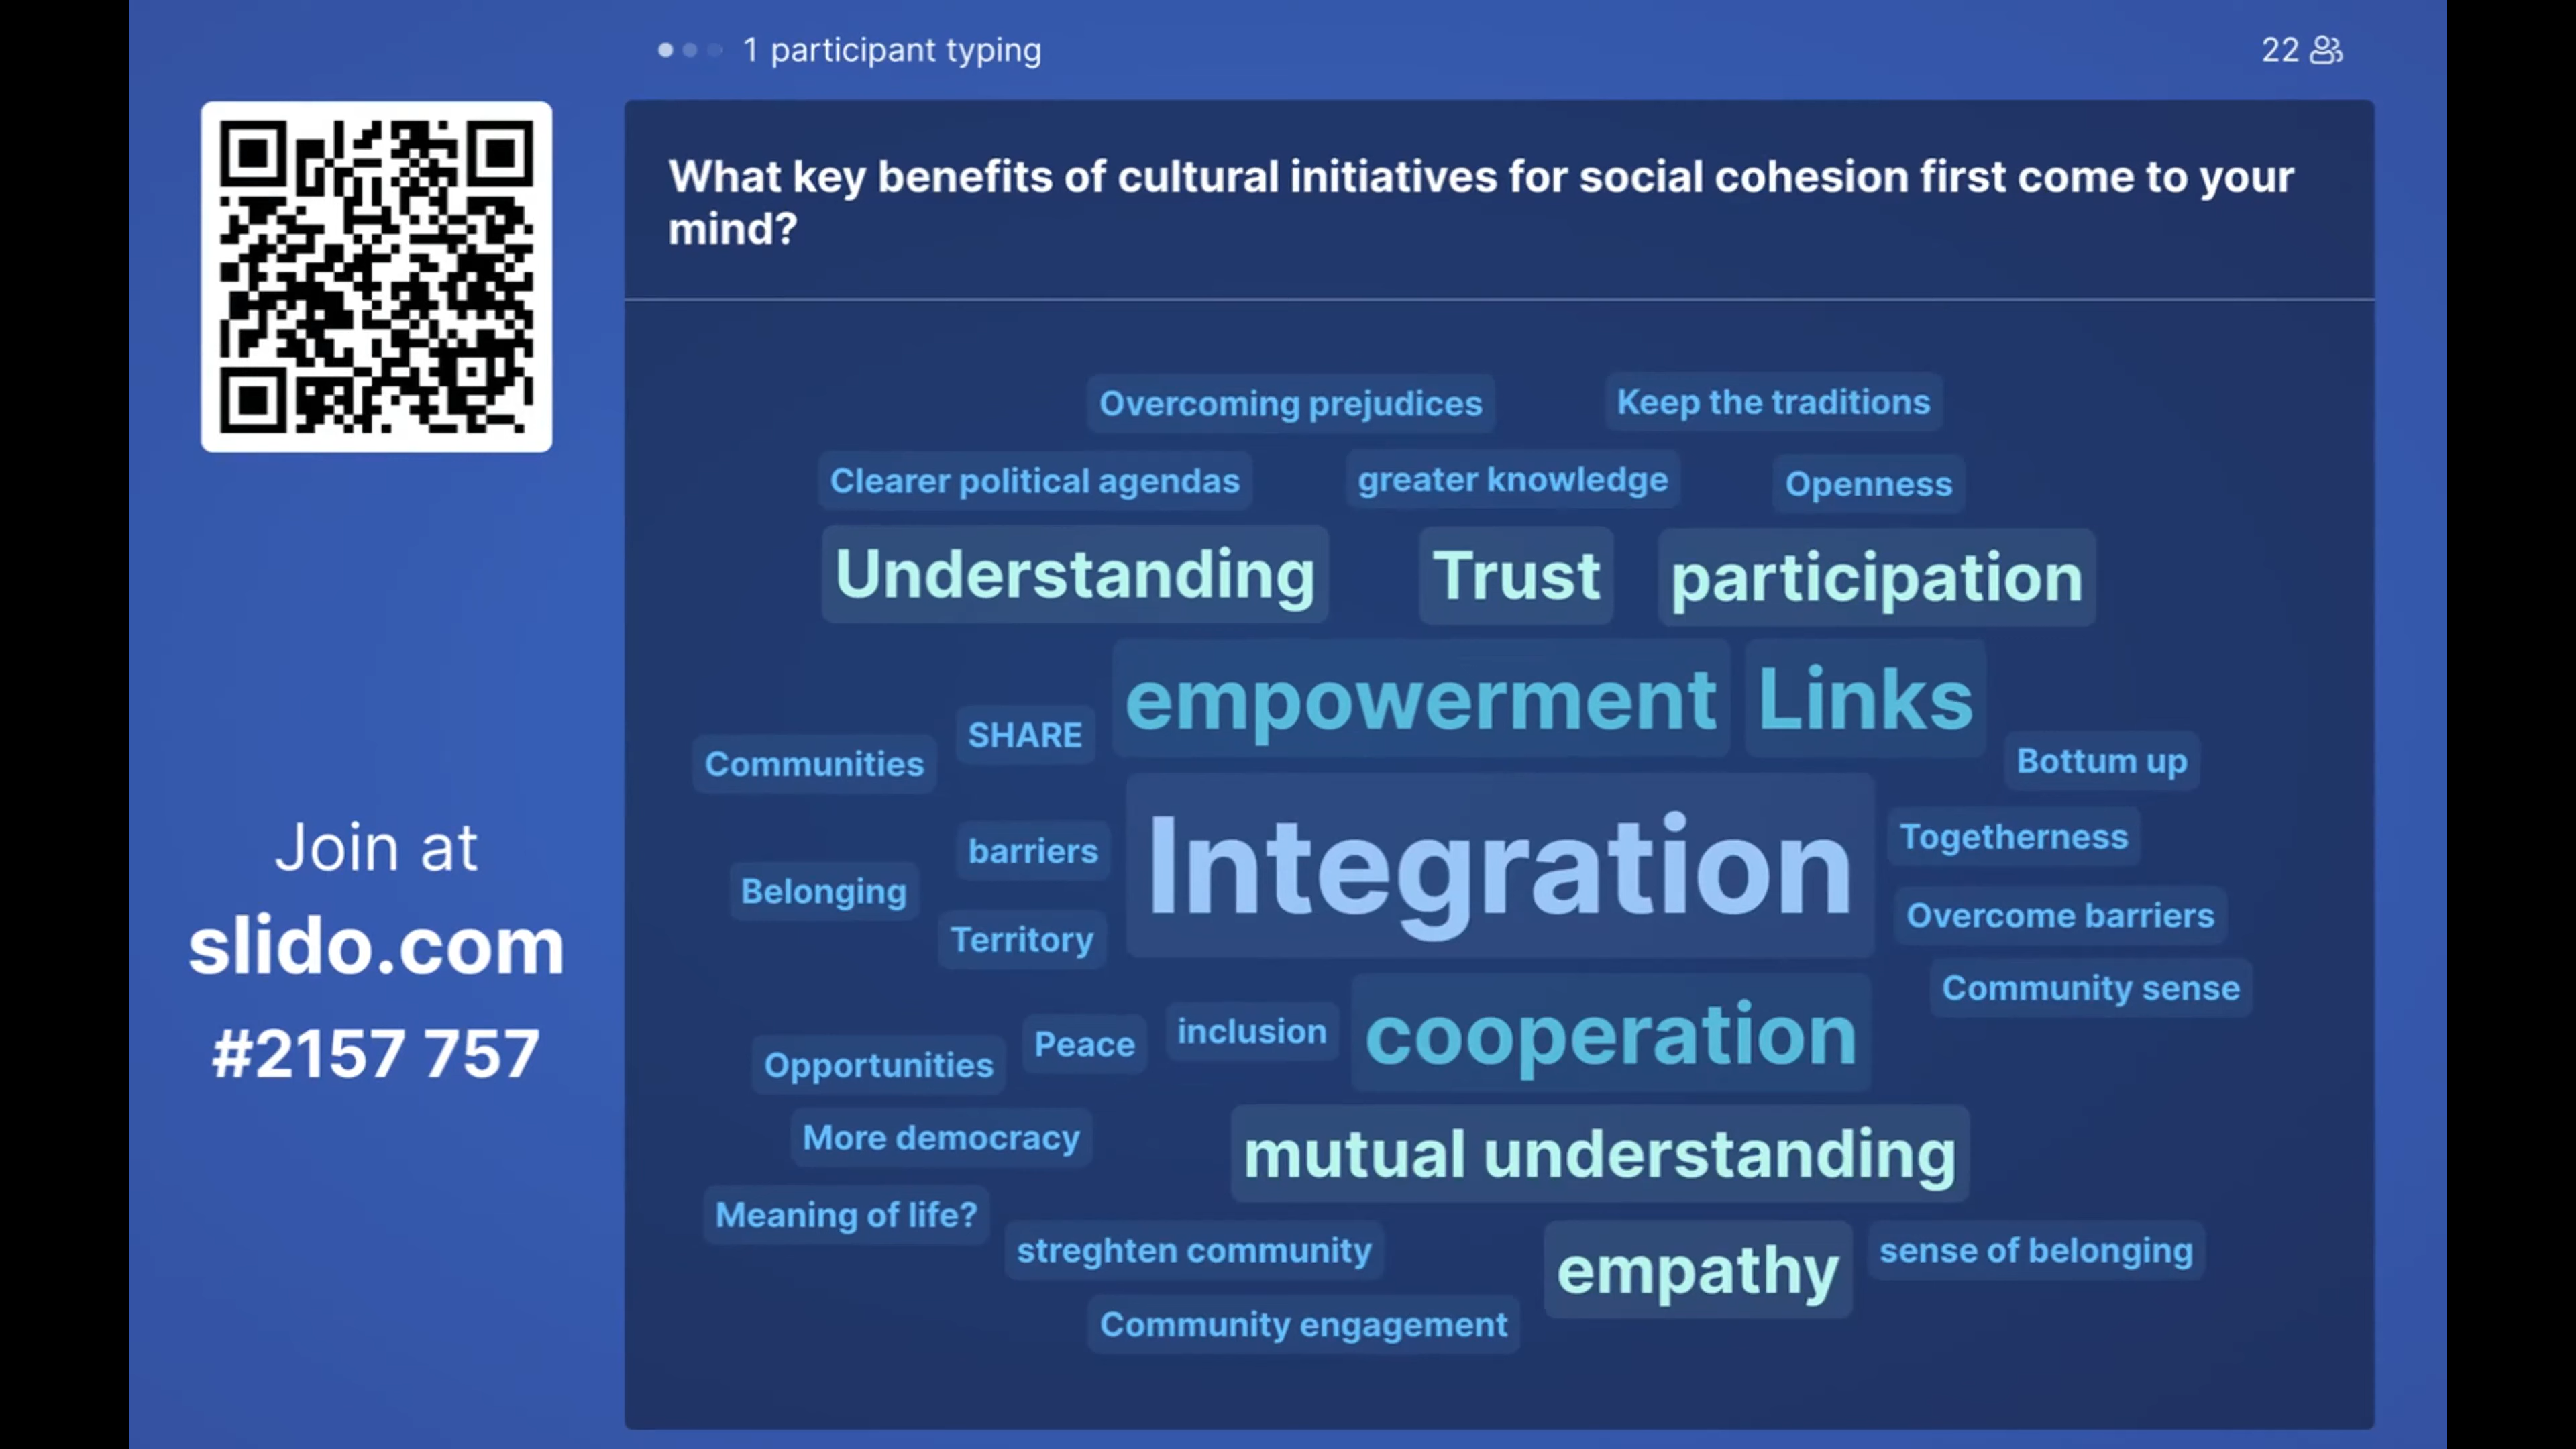 1 participant typing
22
What key benefits of cultural initiatives for social cohesion first come to your
mind?
Overcoming prejudices
Keep the traditions
Clearer political agendas
greater knowledge
Openness
Understanding
Trust
participation
empowerment
Links
SHARE
Communities
Bottum up
Integration
barriers
Togetherness
Belonging
Overcome barriers
Territory
Community sense
cooperation
inclusion
Peace
Opportunities
More democracy
mutual understanding
Meaning of life?
streghten community
empathy
sense of belonging
Community engagement
Join at
slido.com
#2157 757